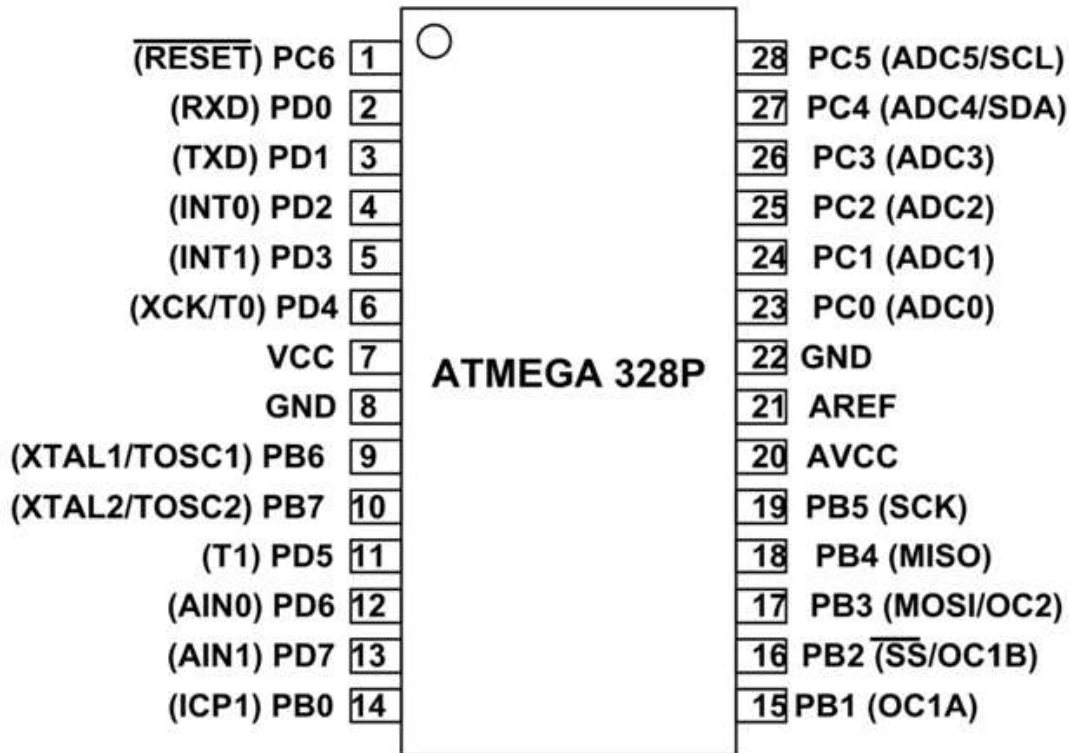 (RESET) PC6 1
(RXD) PD0 2
(TXD) PD1 3
(INT0) PD2 4
(INT1) PD3 5
(XCK/T0) PD4 6
VCC 7
GND 8
(XTAL1/TOSC1) PB6 9
(XTAL2/TOSC2) PB7 10
(T1) PD5 11
(AIN0) PD6 12
(AIN1) PD7 13
(ICP1) PB0 14
ATMEGA 328P
28 PC5 (ADC5/SCL)
27 PC4 (ADC4/SDA)
26 PC3 (ADC3)
25 PC2 (ADC2)
24 PC1 (ADC1)
23 PC0 (ADC0)
22 GND
21 AREF
20 AVCC
19 PB5 (SCK)
18 PB4 (MISO)
17 PB3 (MOSI/OC2)
16 PB2 (SS/OC1B)
15 PB1 (OC1A)